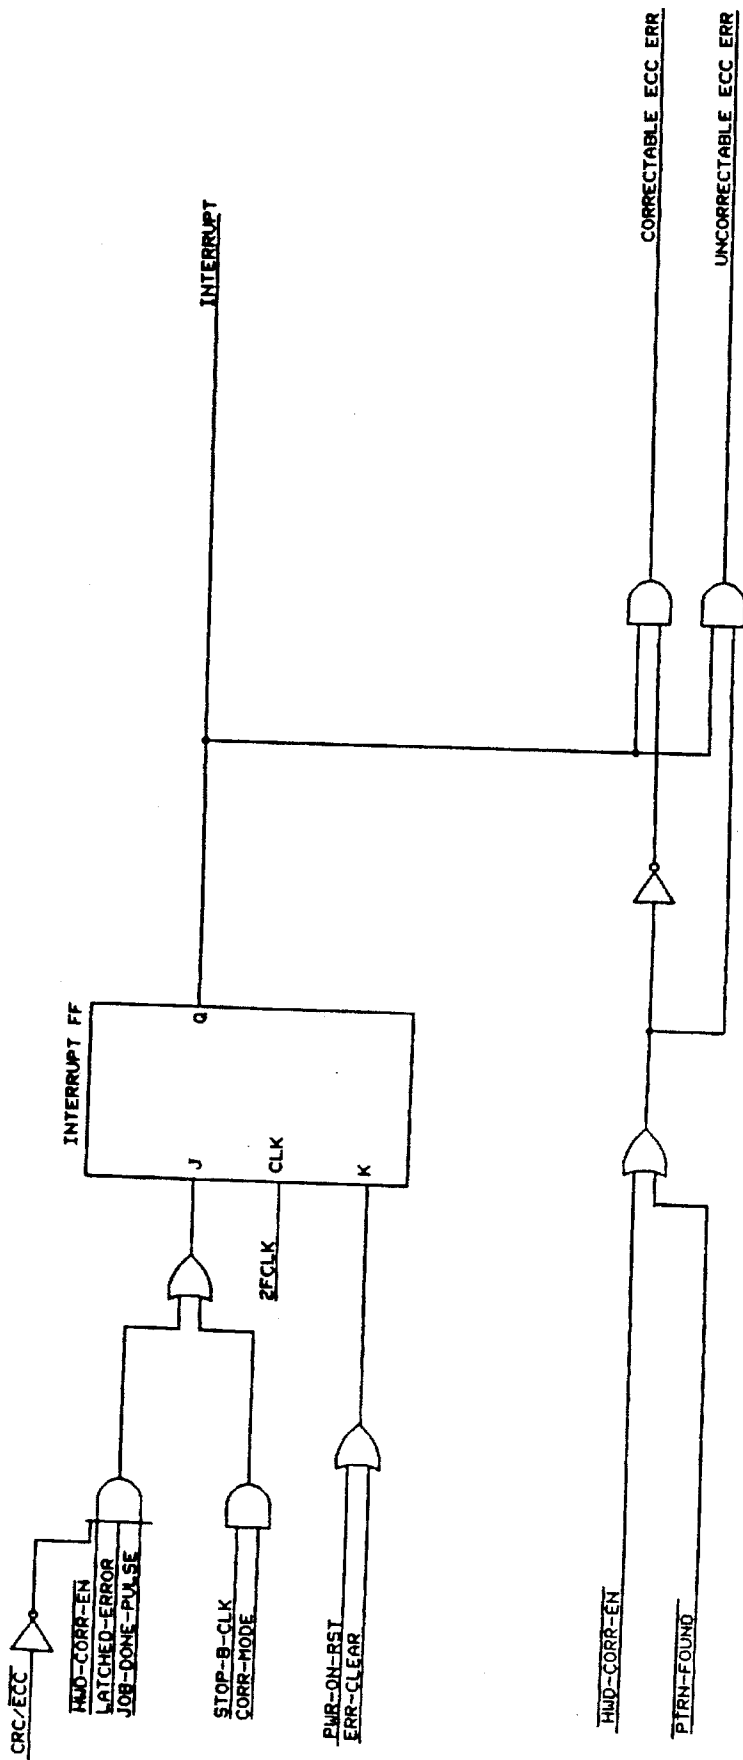 CRC/ECC
HWD-CORR-EN
LATCHED-ERROR
JOB-DONE-PULSE
STOP-B-CLK
CORR-MODE
PWR-ON-RST
ERR-CLEAR
2FCLK
INTERRUPT FF
J
CLK
K
Q
INTERRUPT
HWD-CORR-EN
PTRN-FOUND
CORRECTABLE ECC ERR
UNCORRECTABLE ECC ERR